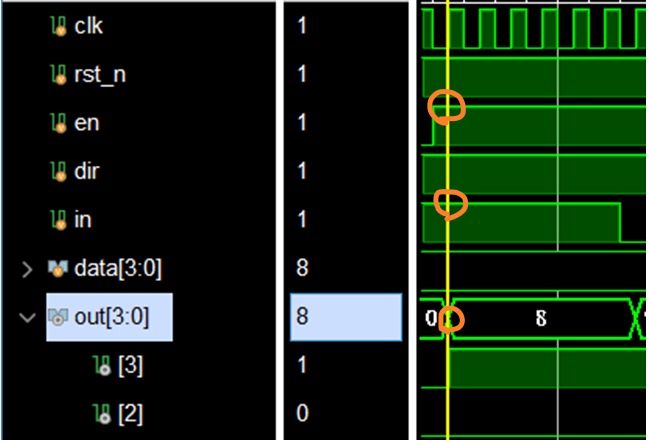 clk 1
rst_n 1
en 1
dir 1
in 1
data[3:0] 8
out[3:0] 8 0 8
[3] 1
[2] 0